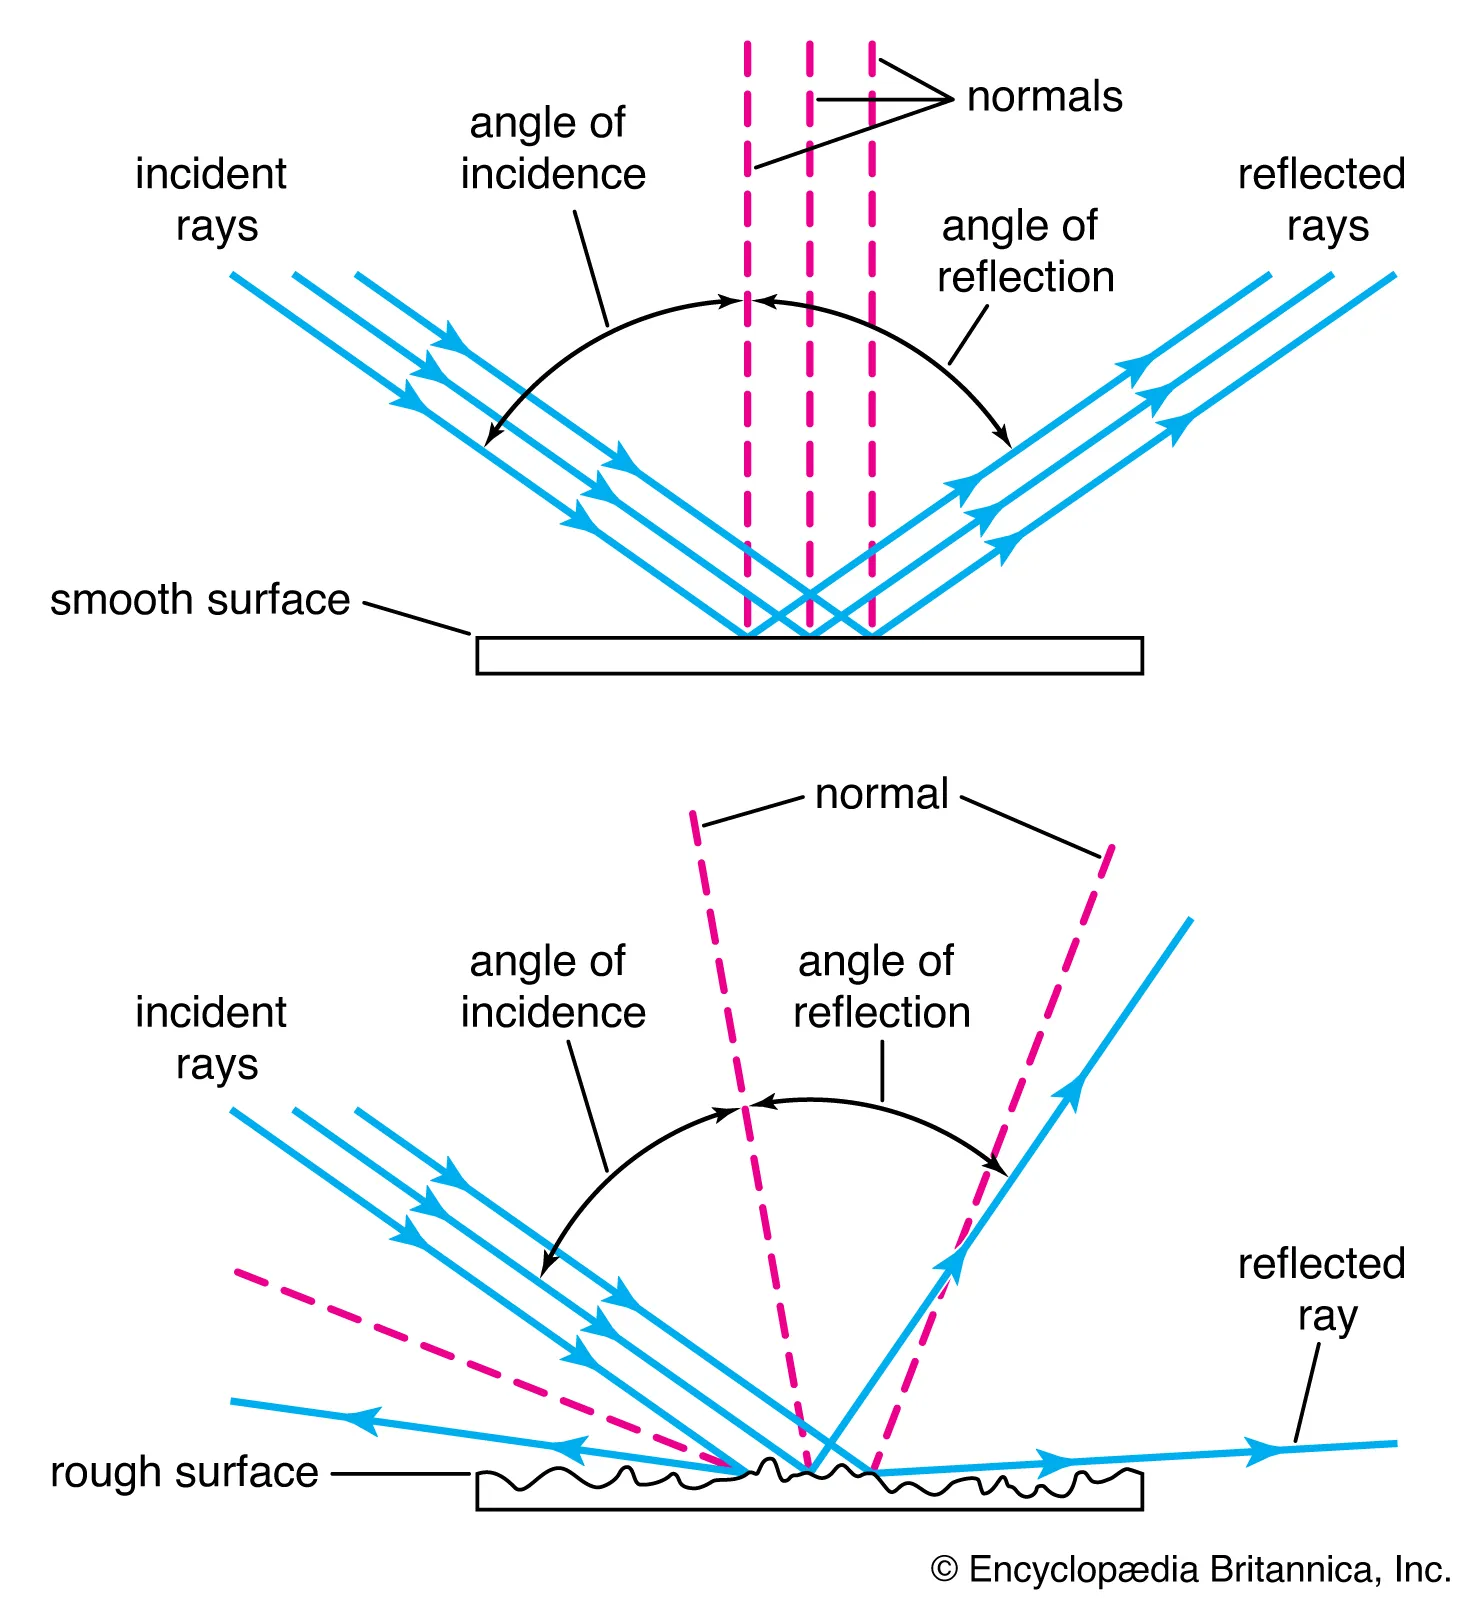 normals
angle of
incidence
incident
rays
reflected
rays
angle of
reflection
smooth surface
normal
angle of
incidence
angle of
reflection
incident
rays
reflected
ray
rough surface
© Encyclopædia Britannica, Inc.